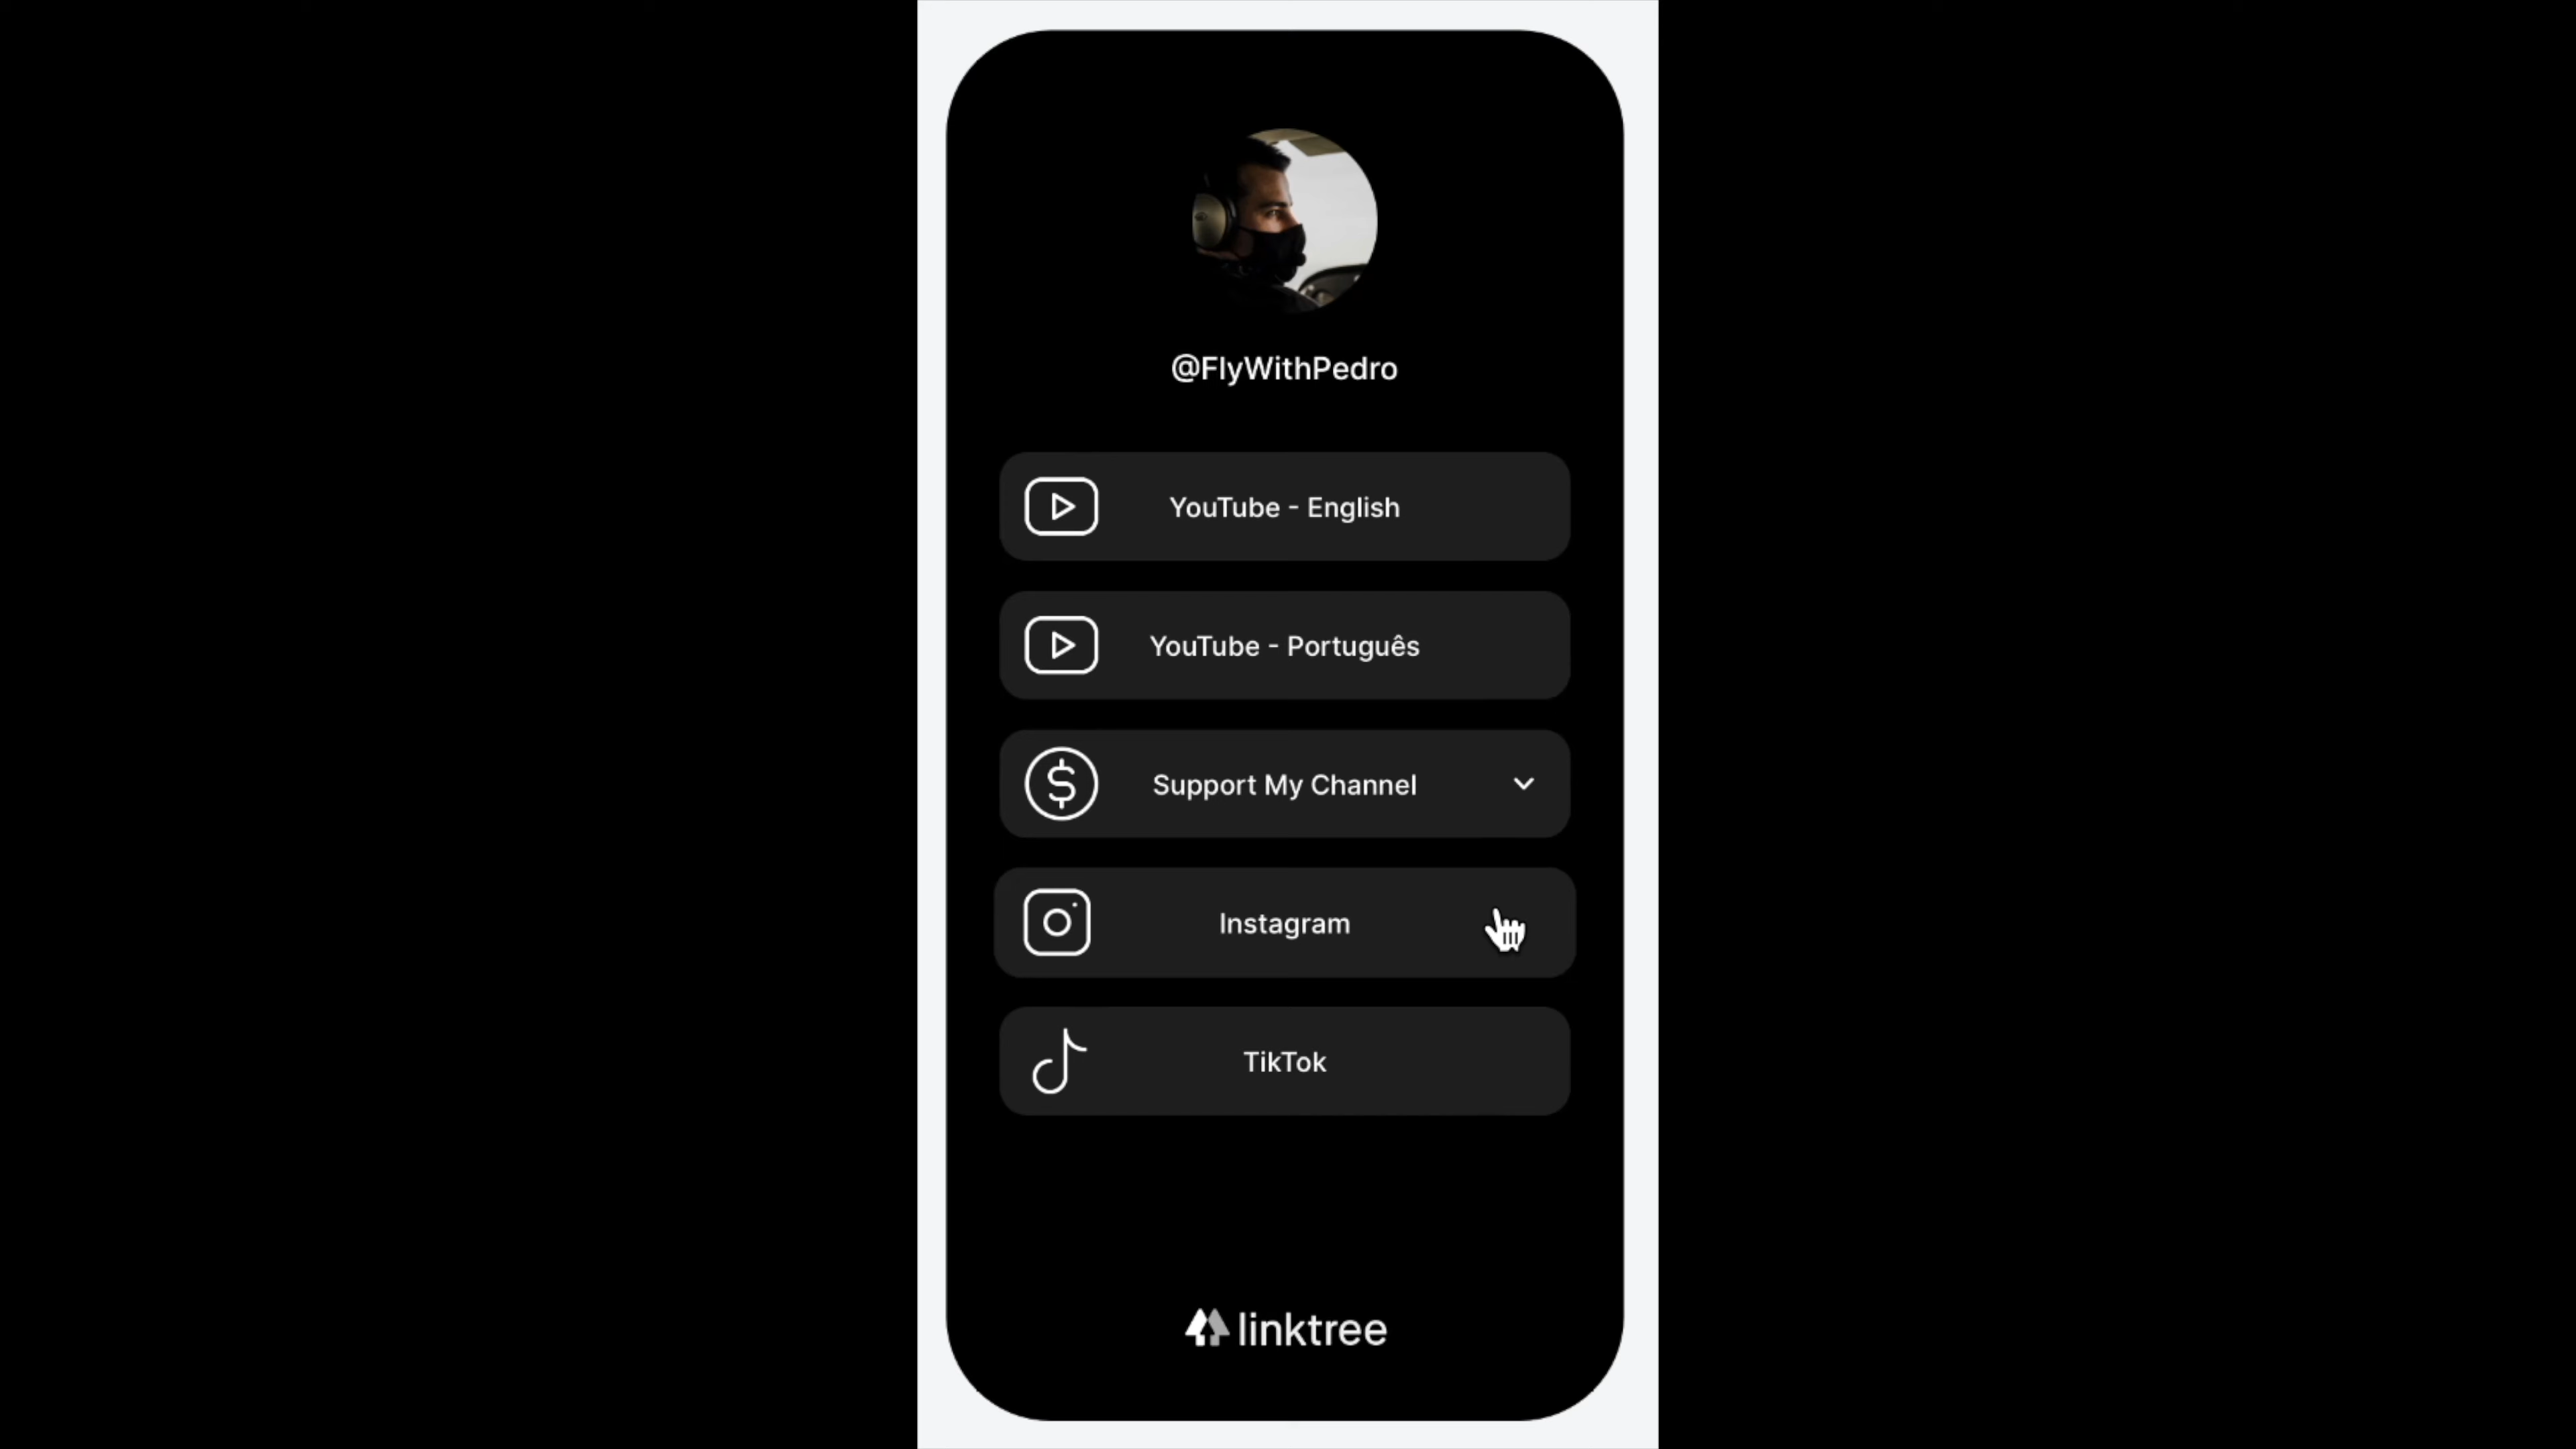 @FlyWithPedro
YouTube - English
YouTube - Português
Support My Channel
Instagram
TikTok
linktree